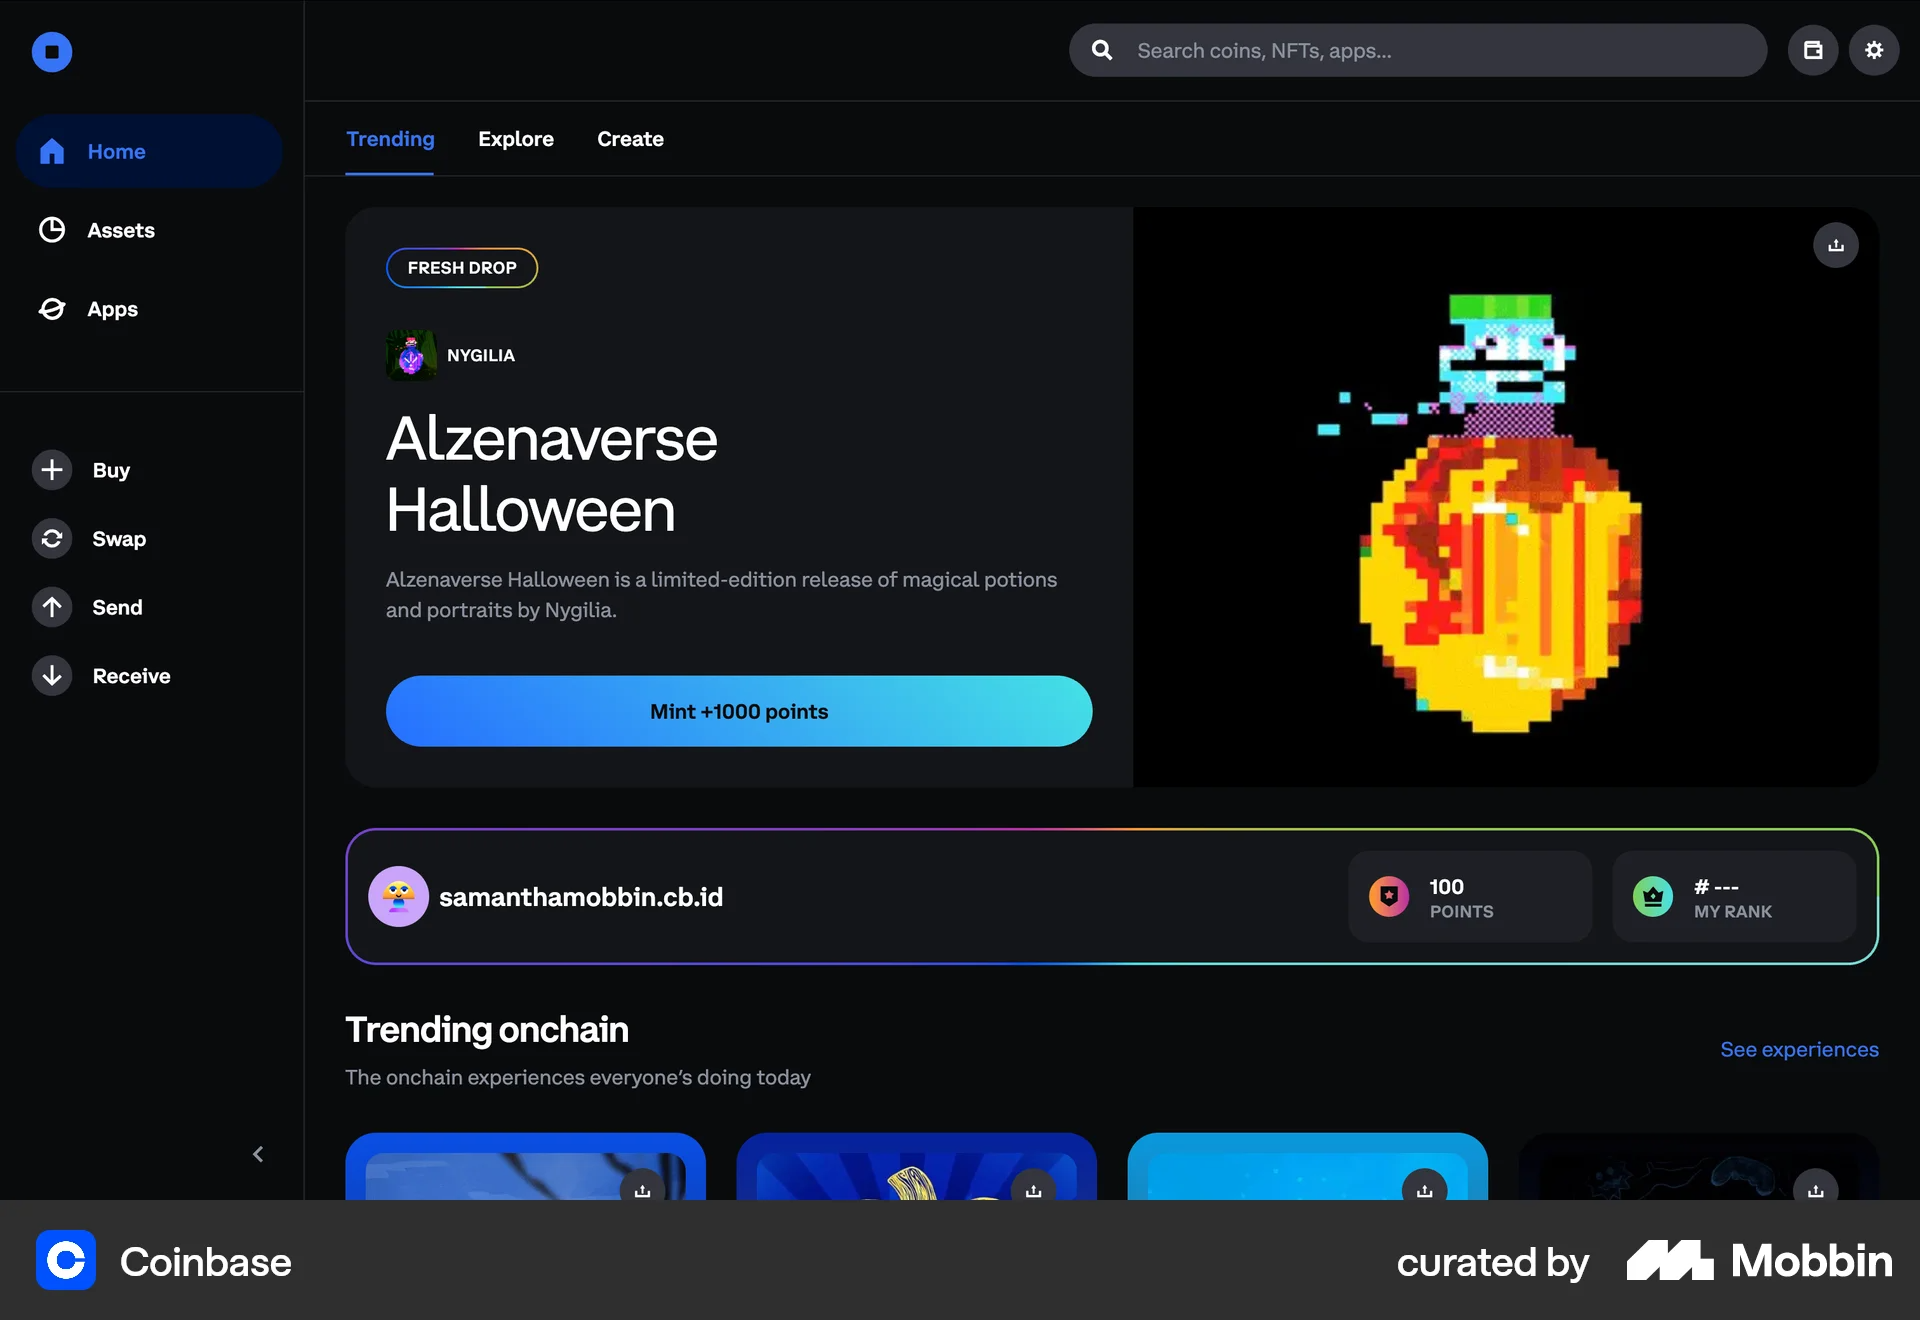 Search coins, NFTs, apps...
Home
Assets
Apps
Buy
Swap
Send
Receive
Trending
Explore
Create
FRESH DROP
NYGILIA
Alzenaverse
Halloween
Alzenaverse Halloween is a limited-edition release of magical potions
and portraits by Nygilia.
Mint +1000 points
samanthamobbin.cb.id
100
POINTS
# ---
MY RANK
Trending onchain
The onchain experiences everyone’s doing today
See experiences
Coinbase
curated by
Mobbin